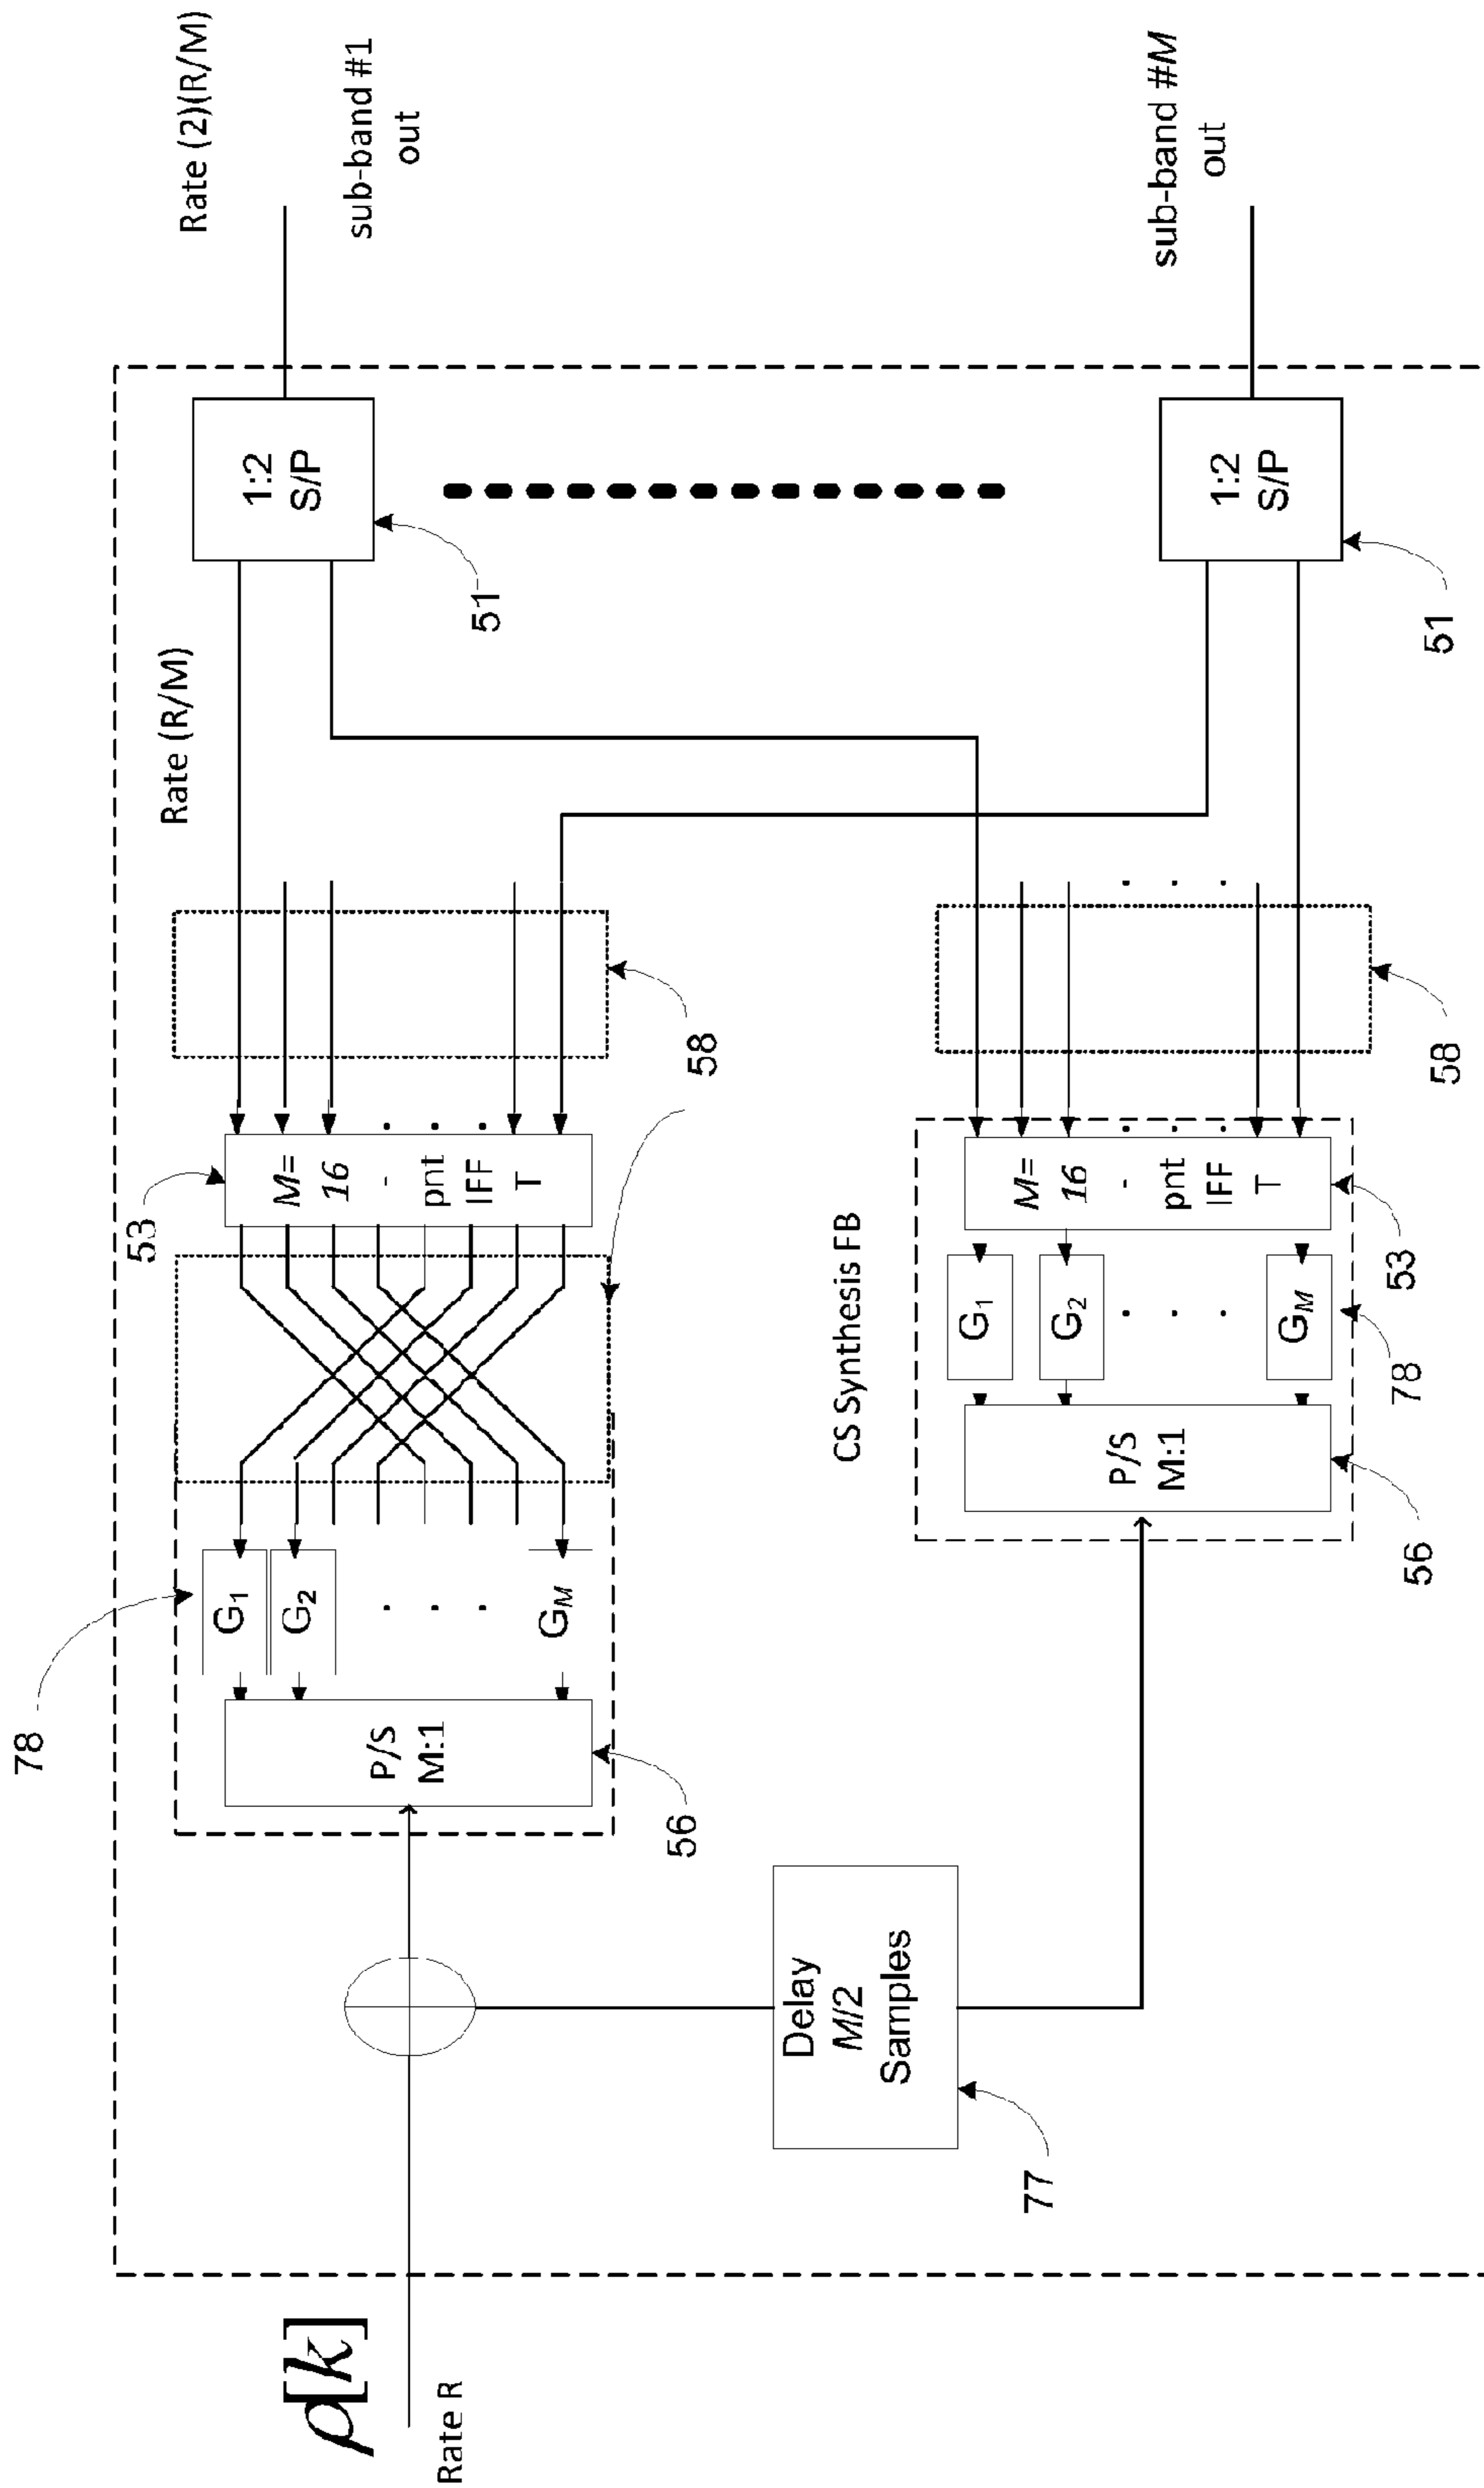 Rate (2)(R/M)
sub-band #1
out
sub-band #M
out
1:2
S/P
51
1:2
S/P
51
Rate (R/M)
58
58
53
M=
16
-
pnt
IFF
T
M=
16
-
pnt
IFF
T
53
CS Synthesis FB
G1
G2
. . .
GM
78
G1
G2
. . .
GM
78
P/S
M:1
56
P/S
M:1
56
Delay
M/2
Samples
77
ρ[k]
Rate R